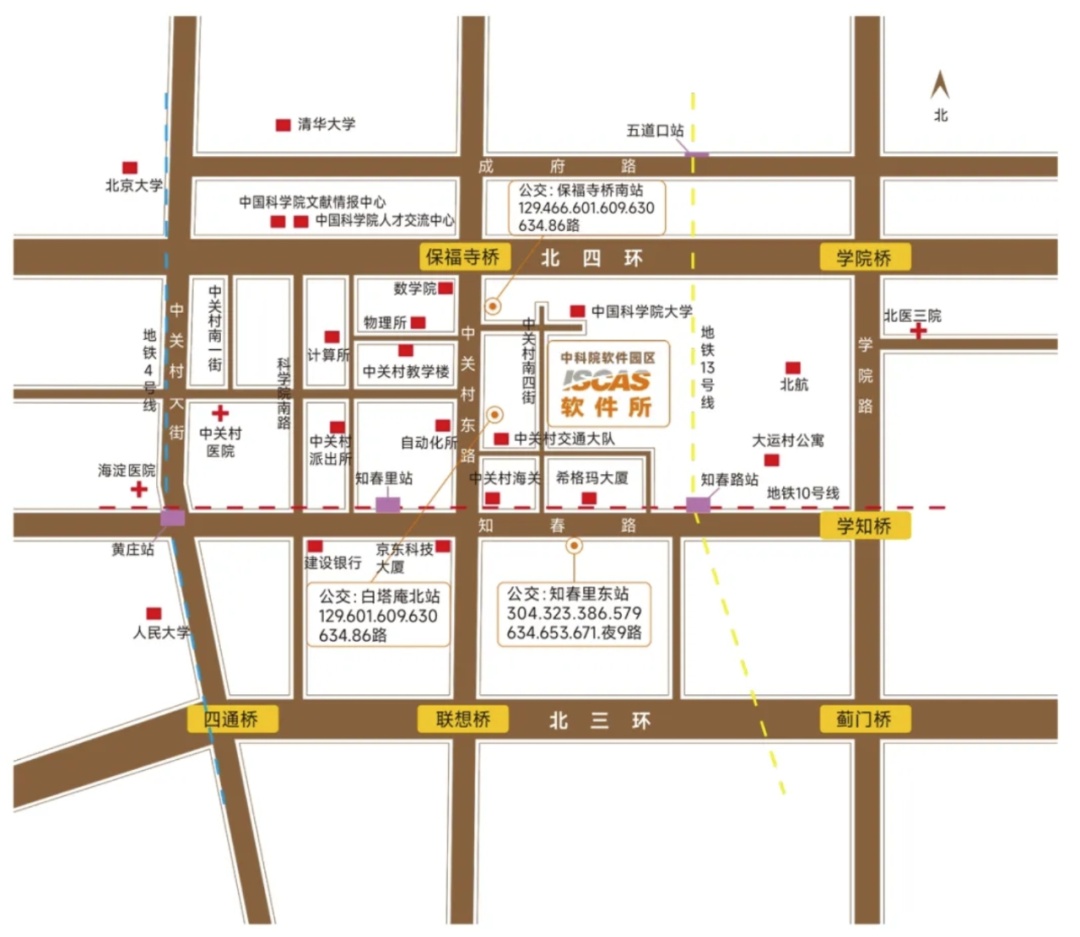 北
清华大学
五道口站
北京大学
成府路
中国科学院文献情报中心
中国科学院人才交流中心
公交:保福寺桥南站
129.466.601.609.630
634.86路
保福寺桥
北四环
学院桥
中关村南一街
数学院
物理所
计算所
中关村教学楼
中关村大街
地铁4号线
科学院南路
中关村东路
中关村南四街
中国科学院大学
地铁13号线
北医三院
学院路
中科院软件园区
ISCAS
软件所
北航
中关村
医院
中关村
派出所
自动化所
中关村交通大队
大运村公寓
海淀医院
知春里站
中关村海关
希格玛大厦
知春路站
地铁10号线
知春路
学知桥
黄庄站
建设银行
京东科技
大厦
公交:白塔庵北站
129.601.609.630
634.86路
公交:知春里东站
304.323.386.579
634.653.671.夜9路
人民大学
四通桥
联想桥
北三环
蓟门桥